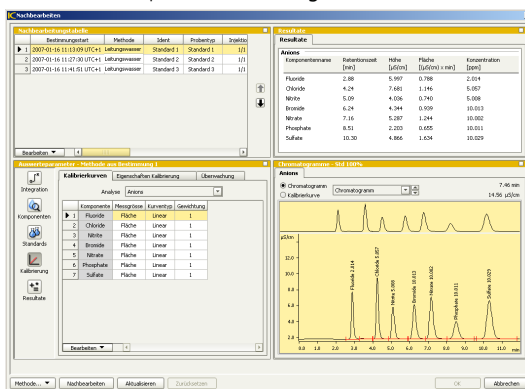 Nachbearbeiten
Nachbearbeitungstabelle
Bestimmungsstart Methode Ident Probentyp Injektio
1 2007-01-16 11:13:09 UTC+1 Leitungswasser Standard 1 Standard 1 1/1
2 2007-01-16 11:27:30 UTC+1 Leitungswasser Standard 2 Standard 2 1/1
3 2007-01-16 11:41:51 UTC+1 Leitungswasser Standard 3 Standard 3 1/1
Bearbeiten
Resultate
Resultate
Anions
Komponentenname Retentionszeit Höhe Fläche Konzentration
[min] [µS/cm] [(µS/cm) x min] [ppm]
Fluoride 2.88 5.997 0.788 2.014
Chloride 4.24 7.681 1.146 5.057
Nitrite 5.09 4.036 0.740 5.008
Bromide 6.24 4.344 0.939 10.013
Nitrate 7.16 5.287 1.244 10.002
Phosphate 8.51 2.203 0.655 10.011
Sulfate 10.30 4.866 1.634 10.029
Auswerteparameter - Methode aus Bestimmung 1
Integration
Komponenten
Standards
Kalibrierung
Resultate
Kalibrierkurven Eigenschaften Kalibrierung Überwachung
Analyse Anions
Komponente Messgrösse Kurventyp Gewichtung
1 Fluoride Fläche Linear 1
2 Chloride Fläche Linear 1
3 Nitrite Fläche Linear 1
4 Bromide Fläche Linear 1
5 Nitrate Fläche Linear 1
6 Phosphate Fläche Linear 1
7 Sulfate Fläche Linear 1
Bearbeiten
Chromatogramme - Std 100%
Anions
Chromatogramm Chromatogramm 7.46 min
Kalibrierkurve 14.56 µS/cm
µS/cm
12.0
10.0
8.0
6.0
4.0
2.0
Fluoride 2.014
Chloride 5.057
Nitrite 5.008
Bromide 10.013
Nitrate 10.002
Phosphate 10.011
Sulfate 10.029
0.0 1.0 2.0 3.0 4.0 5.0 6.0 7.0 8.0 9.0 10.0 11.0 min
Methode... Nachbearbeiten Aktualisieren Zurücksetzen OK Abbrechen